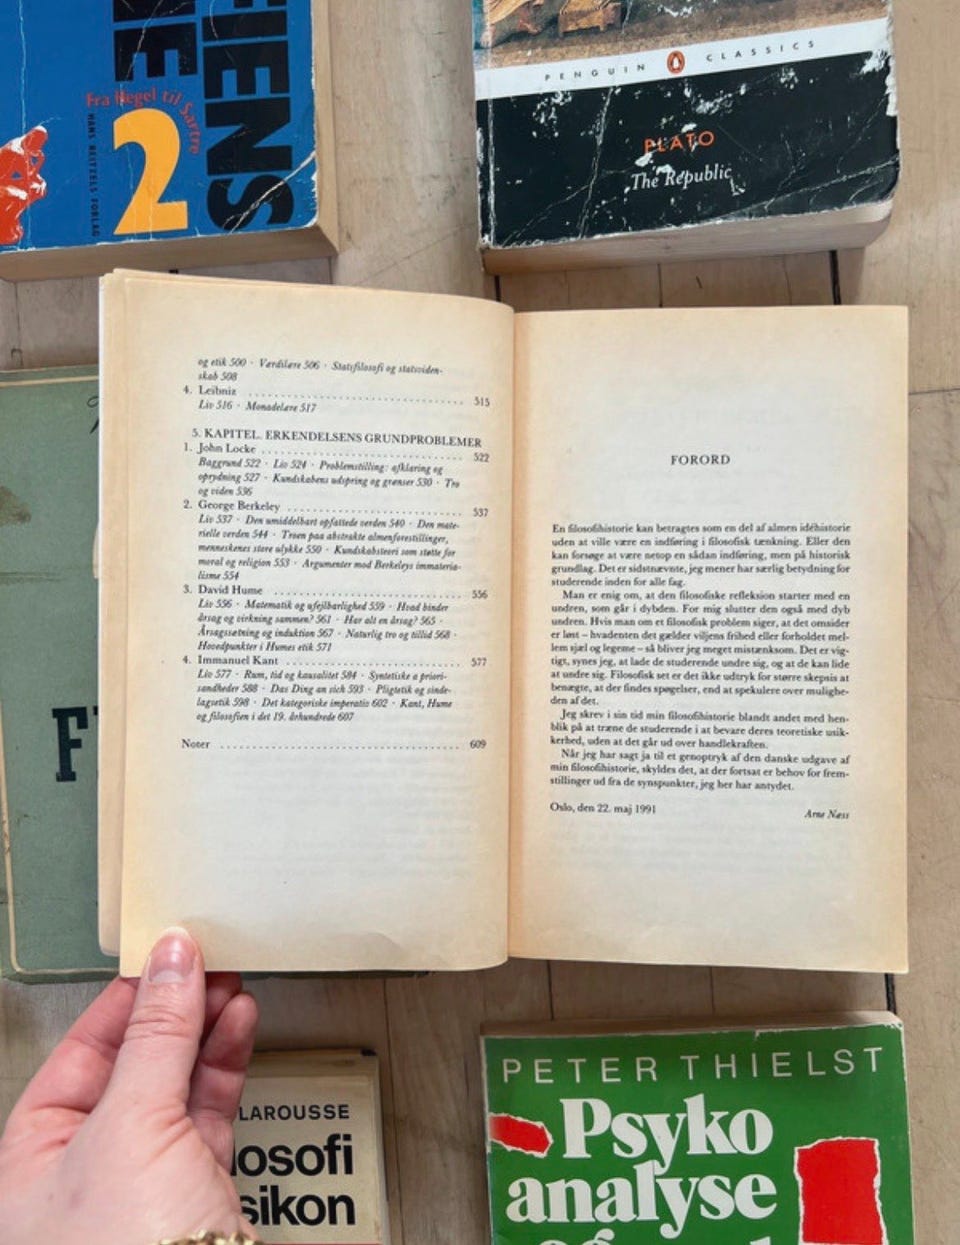 FIENS
Fra Hegel til Sartre
2
HANS REITZELS FORLAG
PENGUIN CLASSICS
PLATO
The Republic
og etik 500 · Værdilære 506 · Statsfilosofi og statsviden-
skab 508
4. Leibniz ........................................ 515
Liv 516 · Monadelære 517
5. KAPITEL. ERKENDELSENS GRUNDPROBLEMER
1. John Locke ........................................ 522
Baggrund 522 · Liv 524 · Problemstilling: afklaring og
oprydning 527 · Kundskabens udspring og grænser 530 · Tro
og viden 536
2. George Berkeley ........................................ 537
Liv 537 · Den umiddelbart opfattede verden 540 · Den mate-
rielle verden 544 · Troen paa abstrakte almenforestillinger,
menneskenes store ulykke 550 · Kundskabsteori som støtte for
moral og religion 553 · Argumenter mod Berkeleys immateria-
lisme 554
3. David Hume ........................................ 556
Liv 556 · Matematik og ufejlbarlighed 559 · Hvad binder
årsag og virkning sammen? 561 · Har alt en årsag? 565 ·
Årsagssætning og induktion 567 · Naturlig tro og tillid 568 ·
Hovedpunkter i Humes etik 571
4. Immanuel Kant ........................................ 577
Liv 577 · Rum, tid og kausalitet 584 · Syntetiske a priori-
sandheder 588 · Das Ding an sich 593 · Pligtetik og sinde-
lagsetik 598 · Det kategoriske imperativ 602 · Kant, Hume
og filosofien i det 19. århundrede 607
Noter ........................................ 609
FORORD
En filosofihistorie kan betragtes som en del af almen idéhistorie
uden at ville være en indføring i filosofisk tænkning. Eller den
kan forsøge at være netop en sådan indføring, men på historisk
grundlag. Det er sidstnævnte, jeg mener har særlig betydning for
studerende inden for alle fag.
Man er enig om, at den filosofiske refleksion starter med en
undren, som går i dybden. For mig slutter den også med dyb
undren. Hvis man om et filosofisk problem siger, at det omsider
er løst – hvadenten det gælder viljens frihed eller forholdet mel-
lem sjæl og legeme – så bliver jeg meget mistænksom. Det er vig-
tigt, synes jeg, at lade de studerende undre sig, og at de kan lide
at undre sig. Filosofisk set er det ikke udtryk for større skepsis at
benægte, at der findes spøgelser, end at spekulere over mulighe-
den af det.
Jeg skrev i sin tid min filosofihistorie blandt andet med hen-
blik på at træne de studerende i at bevare deres teoretiske usik-
kerhed, uden at det går ud over handlekraften.
Når jeg har sagt ja til et genoptryk af den danske udgave af
min filosofihistorie, skyldes det, at der fortsat er behov for frem-
stillinger ud fra de synspunkter, jeg her har antydet.
Oslo, den 22. maj 1991
Arne Næss
F
LAROUSSE
losofi
sikon
PETER THIELST
Psyko
analyse